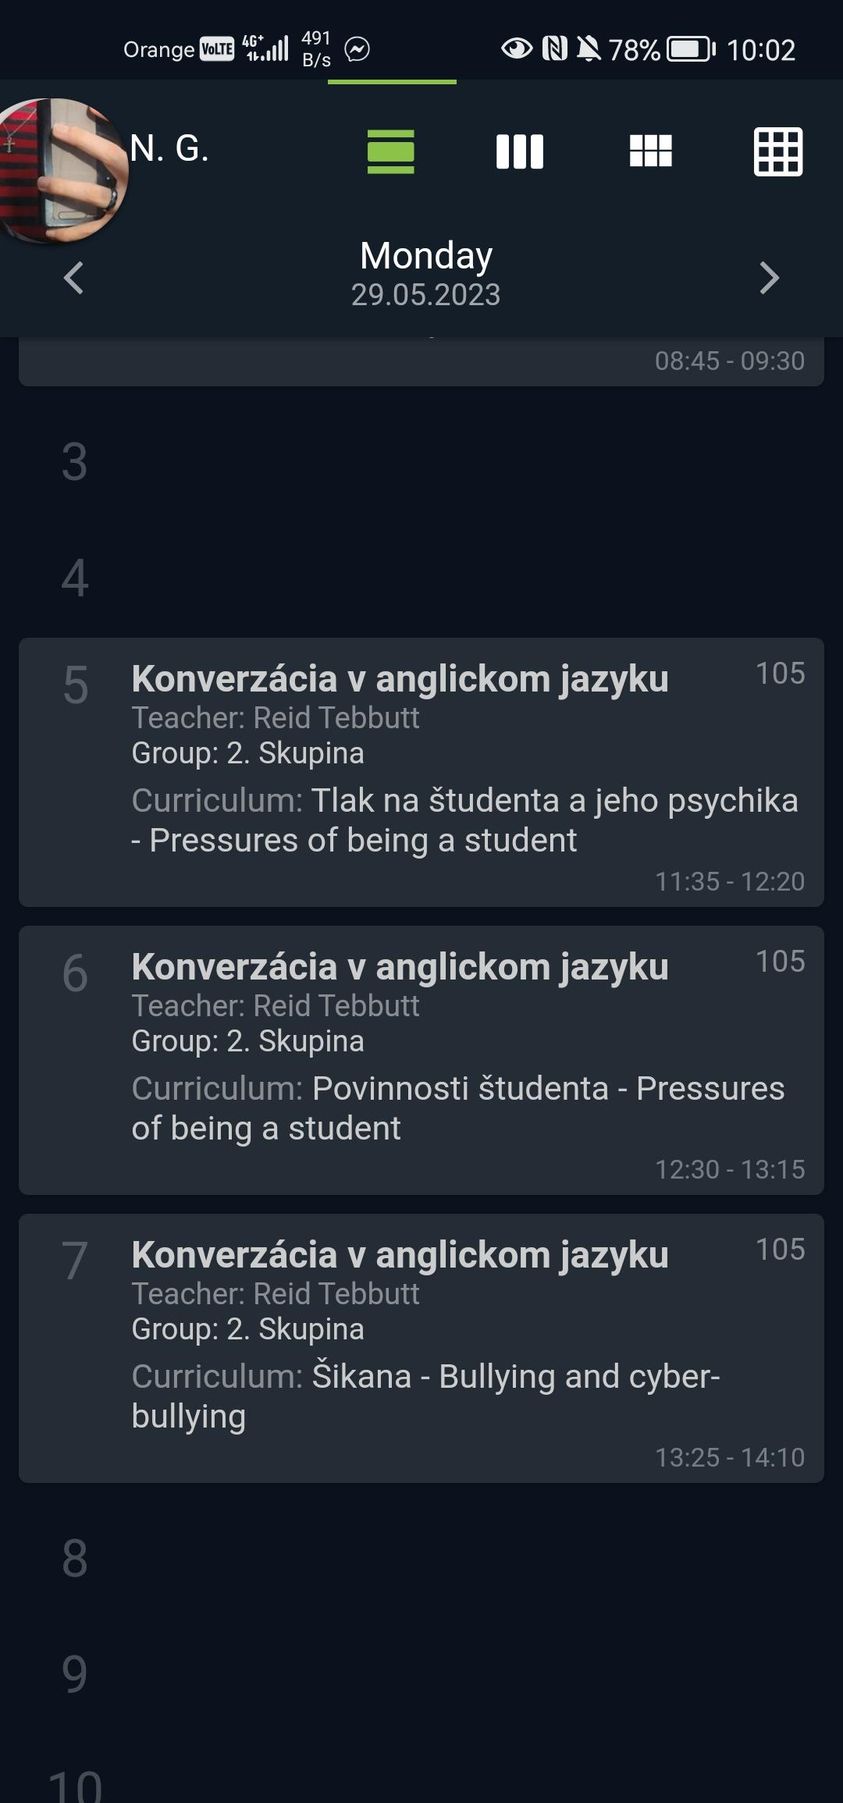 Orange VoLTE 4G+ 491 B/s 78% 10:02
N. G.
Monday
29.05.2023
08:45 - 09:30
3
4
5 Konverzácia v anglickom jazyku 105
Teacher: Reid Tebbutt
Group: 2. Skupina
Curriculum: Tlak na študenta a jeho psychika
- Pressures of being a student
11:35 - 12:20
6 Konverzácia v anglickom jazyku 105
Teacher: Reid Tebbutt
Group: 2. Skupina
Curriculum: Povinnosti študenta - Pressures
of being a student
12:30 - 13:15
7 Konverzácia v anglickom jazyku 105
Teacher: Reid Tebbutt
Group: 2. Skupina
Curriculum: Šikana - Bullying and cyber-
bullying
13:25 - 14:10
8
9
10